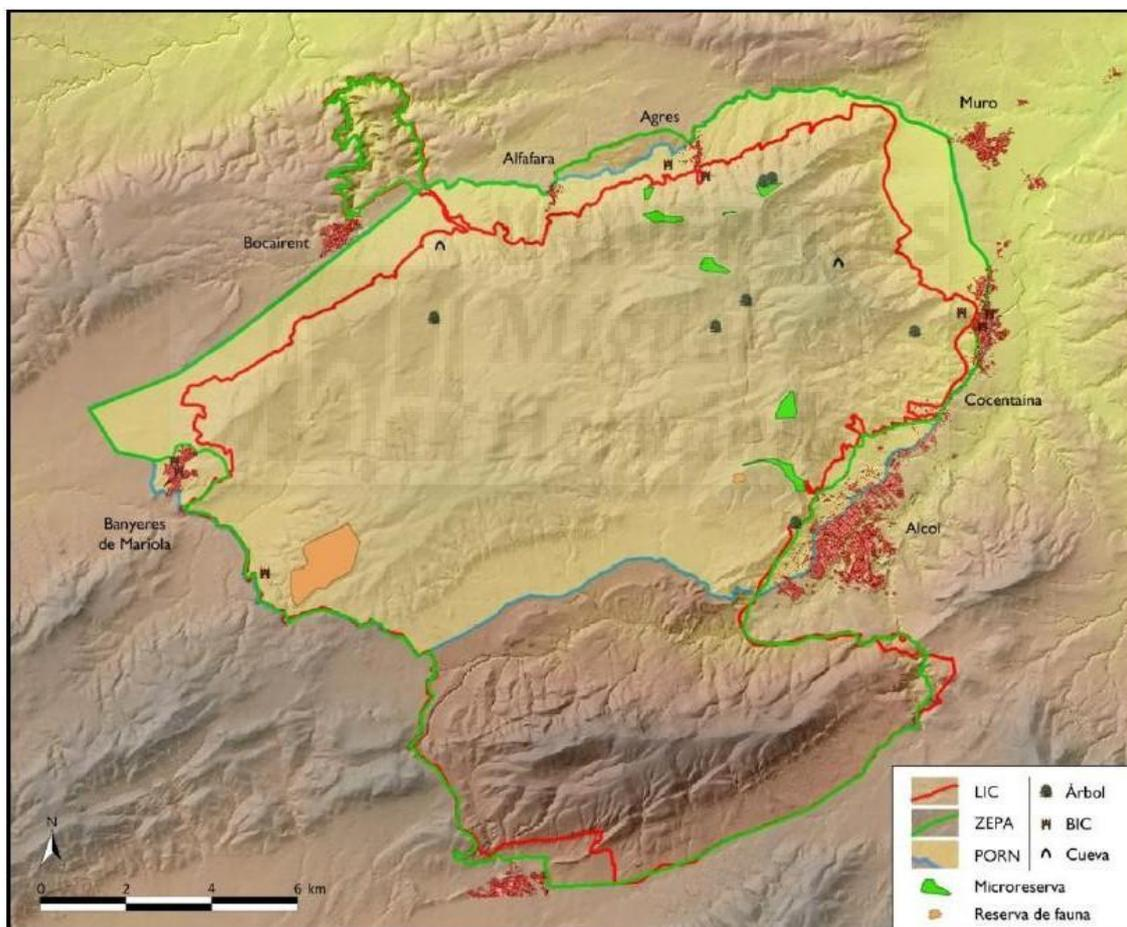 Muro
Agres
Alfafara
Bocairent
Cocentaina
Banyeres
de Mariola
Alcoi
N
0 2 4 6 km
LIC
ZEPA
PORN
Árbol
BIC
Cueva
Microreserva
Reserva de fauna